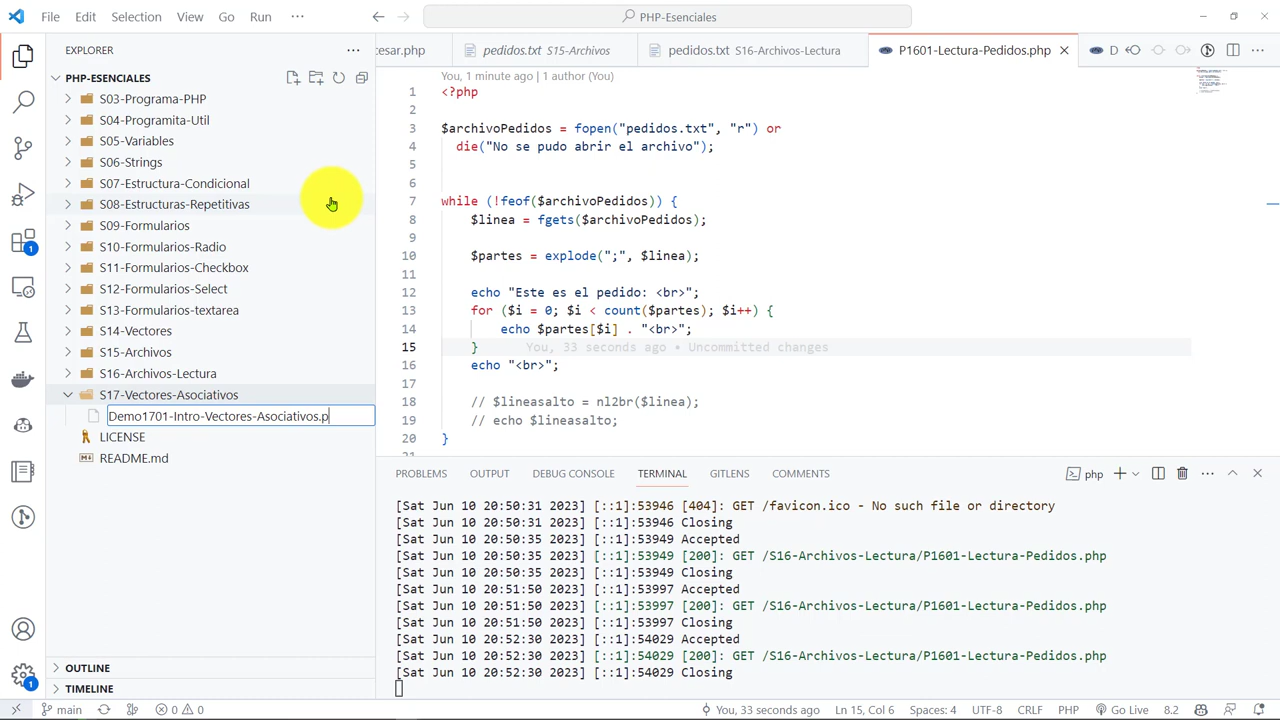 File Edit Selection View Go Run ··· PHP-Esenciales
EXPLORER ···
PHP-ESENCIALES
S03-Programa-PHP
S04-Programita-Util
S05-Variables
S06-Strings
S07-Estructura-Condicional
S08-Estructuras-Repetitivas
S09-Formularios
S10-Formularios-Radio
S11-Formularios-Checkbox
S12-Formularios-Select
S13-Formularios-textarea
S14-Vectores
S15-Archivos
S16-Archivos-Lectura
S17-Vectores-Asociativos
Demo1701-Intro-Vectores-Asociativos.p
LICENSE
README.md
OUTLINE
TIMELINE
1
1
cesar.php pedidos.txt S15-Archivos pedidos.txt S16-Archivos-Lectura P1601-Lectura-Pedidos.php D
You, 1 minute ago | 1 author (You)
1 <?php
2
3 $archivoPedidos = fopen("pedidos.txt", "r") or
4 die("No se pudo abrir el archivo");
5
6
7 while (!feof($archivoPedidos)) {
8 $linea = fgets($archivoPedidos);
9
10 $partes = explode(";", $linea);
11
12 echo "Este es el pedido: <br>";
13 for ($i = 0; $i < count($partes); $i++) {
14 echo $partes[$i] . "<br>";
15 } You, 33 seconds ago • Uncommitted changes
16 echo "<br>";
17
18 // $lineasalto = nl2br($linea);
19 // echo $lineasalto;
20 }
PROBLEMS OUTPUT DEBUG CONSOLE TERMINAL GITLENS COMMENTS php
[Sat Jun 10 20:50:31 2023] [::1]:53946 [404]: GET /favicon.ico - No such file or directory
[Sat Jun 10 20:50:31 2023] [::1]:53946 Closing
[Sat Jun 10 20:50:35 2023] [::1]:53949 Accepted
[Sat Jun 10 20:50:35 2023] [::1]:53949 [200]: GET /S16-Archivos-Lectura/P1601-Lectura-Pedidos.php
[Sat Jun 10 20:50:35 2023] [::1]:53949 Closing
[Sat Jun 10 20:51:50 2023] [::1]:53997 Accepted
[Sat Jun 10 20:51:50 2023] [::1]:53997 [200]: GET /S16-Archivos-Lectura/P1601-Lectura-Pedidos.php
[Sat Jun 10 20:51:50 2023] [::1]:53997 Closing
[Sat Jun 10 20:52:30 2023] [::1]:54029 Accepted
[Sat Jun 10 20:52:30 2023] [::1]:54029 [200]: GET /S16-Archivos-Lectura/P1601-Lectura-Pedidos.php
[Sat Jun 10 20:52:30 2023] [::1]:54029 Closing
main 0 0 You, 33 seconds ago Ln 15, Col 6 Spaces: 4 UTF-8 CRLF PHP Go Live 8.2